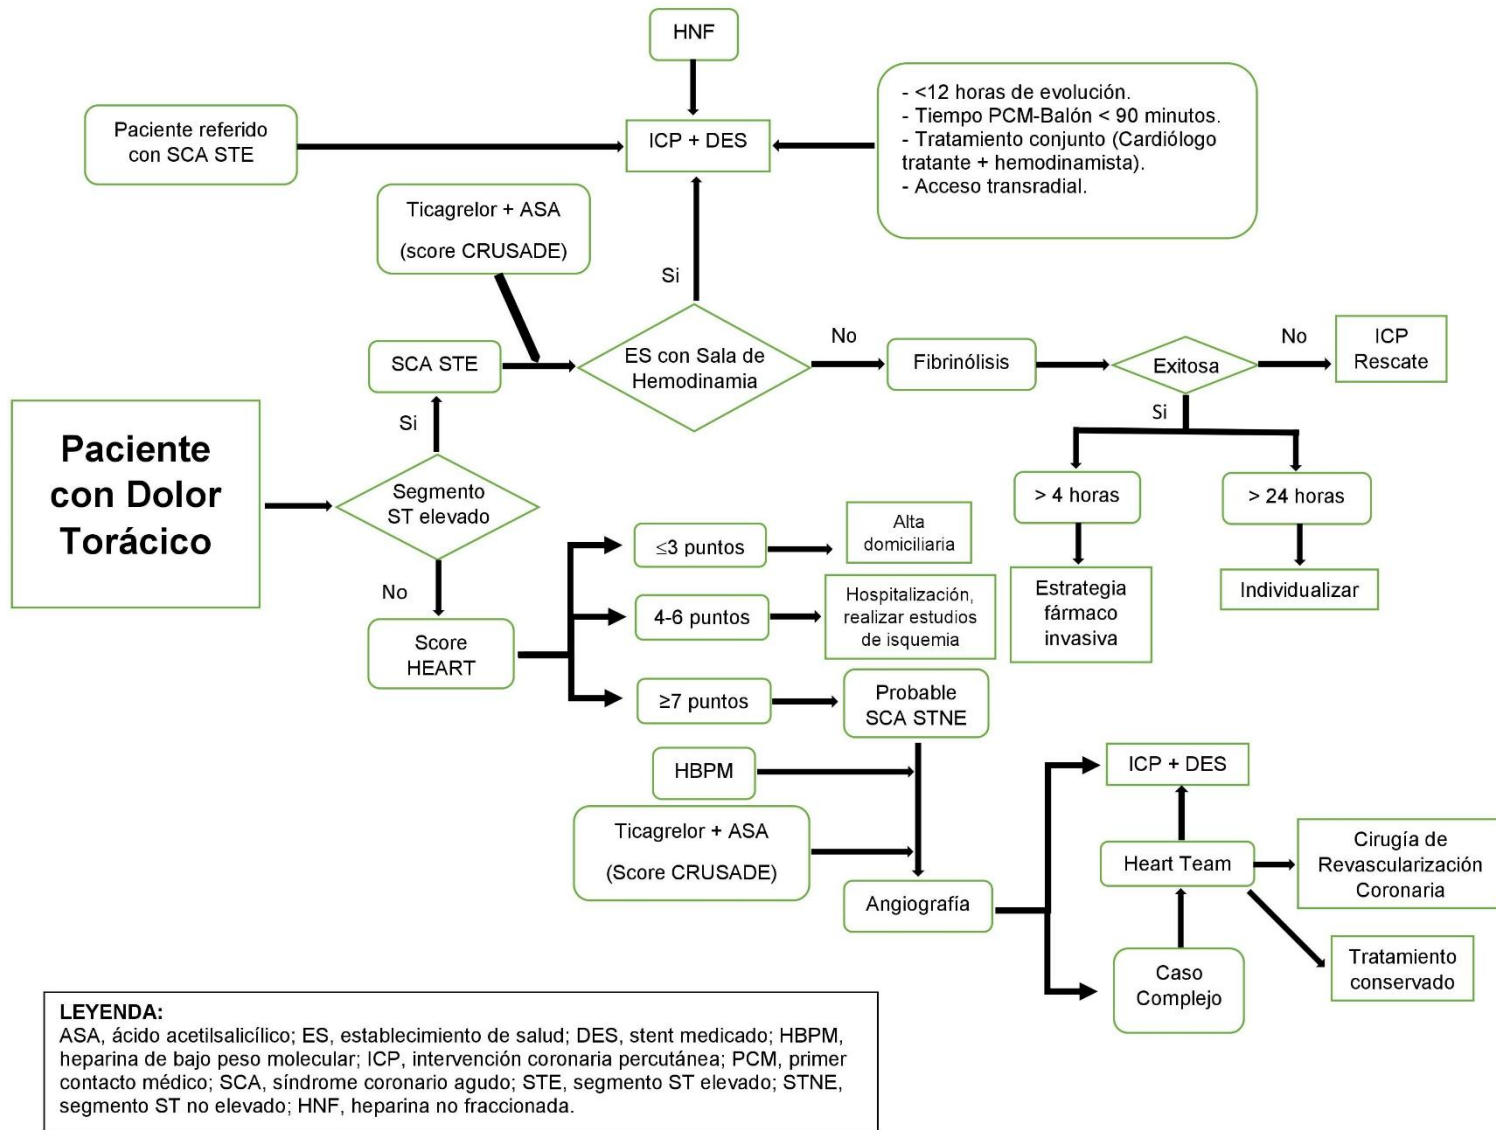 HNF
- <12 horas de evolución.
- Tiempo PCM-Balón < 90 minutos.
- Tratamiento conjunto (Cardiólogo
tratante + hemodinamista).
- Acceso transradial.
Paciente referido
con SCA STE
ICP + DES
Ticagrelor + ASA
(score CRUSADE)
Si
SCA STE
ES con Sala de
Hemodinamia
No
Fibrinólisis
Exitosa
No
ICP
Rescate
Si
Paciente
con Dolor
Torácico
Si
Segmento
ST elevado
No
Score
HEART
> 4 horas
> 24 horas
Estrategia
fármaco
invasiva
Individualizar
≤3 puntos
Alta
domiciliaria
4-6 puntos
Hospitalización,
realizar estudios
de isquemia
≥7 puntos
Probable
SCA STNE
HBPM
Ticagrelor + ASA
(Score CRUSADE)
Angiografía
ICP + DES
Heart Team
Cirugía de
Revascularización
Coronaria
Caso
Complejo
Tratamiento
conservado
LEYENDA:
ASA, ácido acetilsalicílico; ES, establecimiento de salud; DES, stent medicado; HBPM,
heparina de bajo peso molecular; ICP, intervención coronaria percutánea; PCM, primer
contacto médico; SCA, síndrome coronario agudo; STE, segmento ST elevado; STNE,
segmento ST no elevado; HNF, heparina no fraccionada.